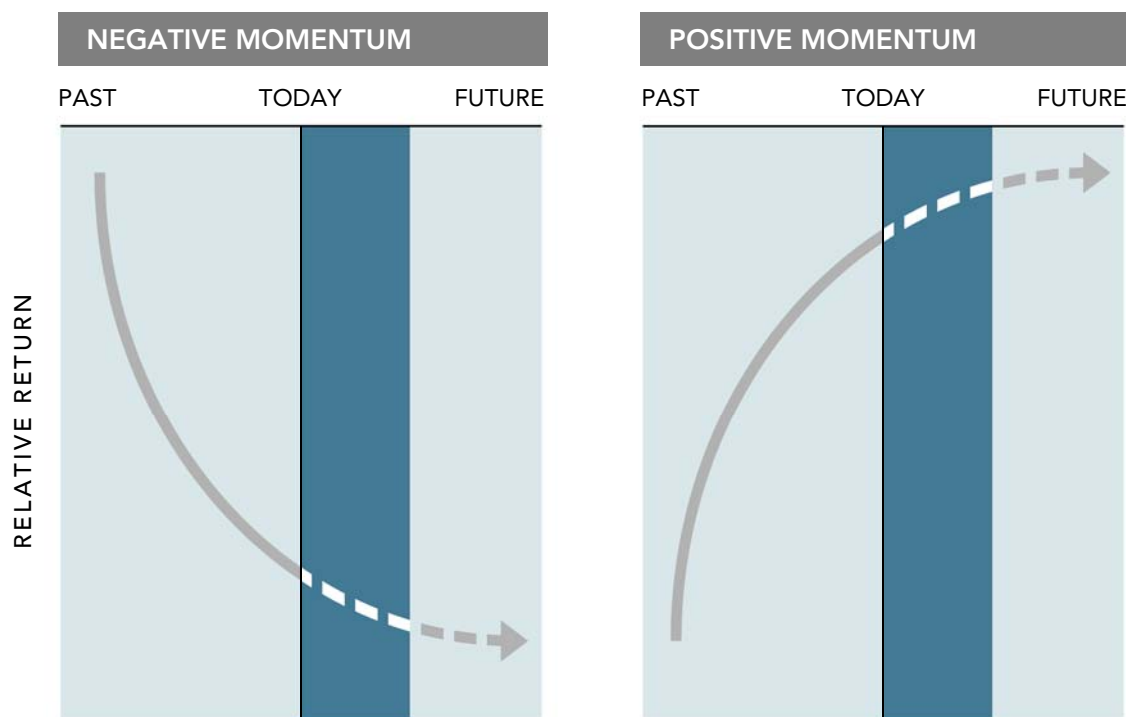 NEGATIVE MOMENTUM
PAST TODAY FUTURE
RELATIVE RETURN
POSITIVE MOMENTUM
PAST TODAY FUTURE